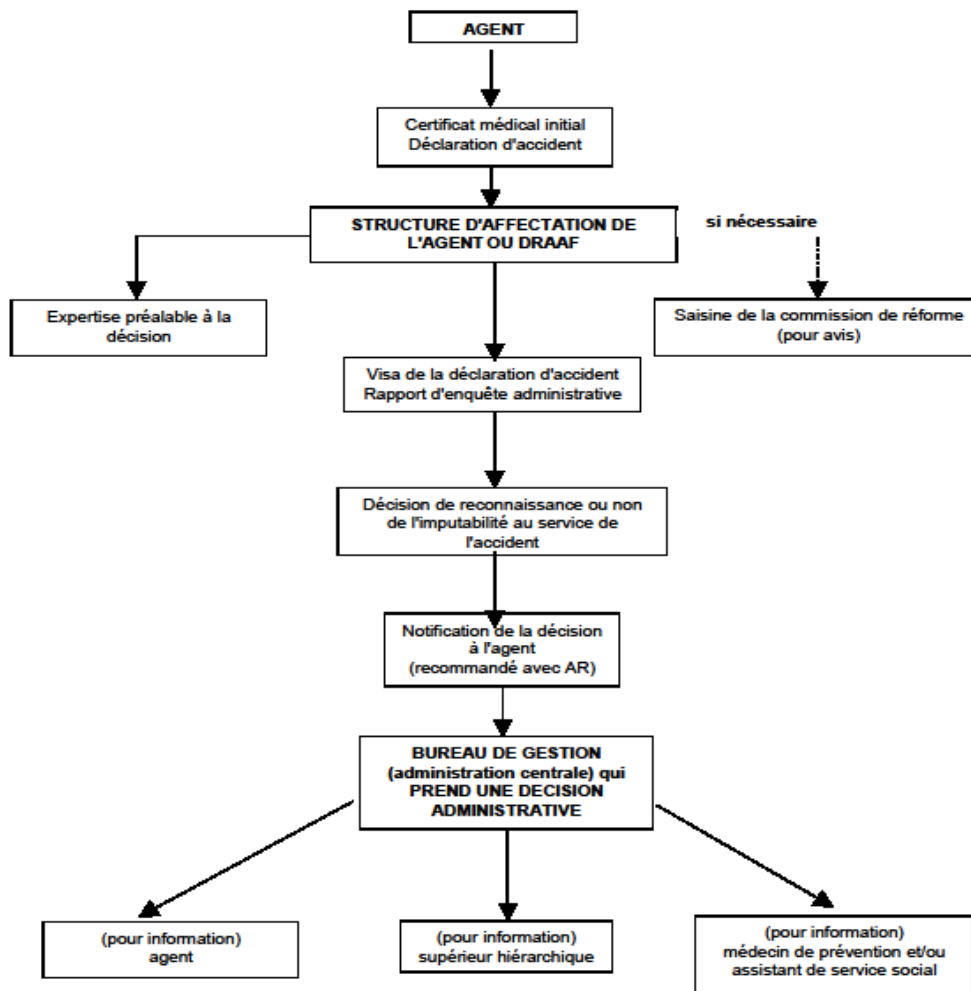 AGENT
Certificat médical initial
Déclaration d'accident
STRUCTURE D'AFFECTATION DE
L'AGENT OU DRAAF
si nécessaire
Expertise préalable à la
décision
Saisine de la commission de réforme
(pour avis)
Visa de la déclaration d'accident
Rapport d'enquête administrative
Décision de reconnaissance ou non
de l'imputabilité au service de
l'accident
Notification de la décision
à l'agent
(recommandé avec AR)
BUREAU DE GESTION
(administration centrale) qui
PREND UNE DECISION
ADMINISTRATIVE
(pour information)
agent
(pour information)
supérieur hiérarchique
(pour information)
médecin de prévention et/ou
assistant de service social